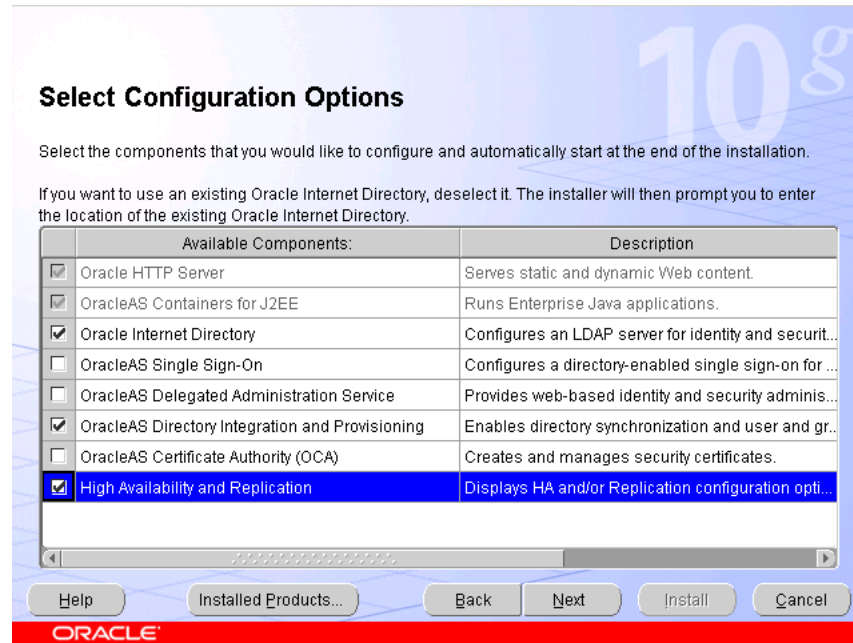 10g
Select Configuration Options
Select the components that you would like to configure and automatically start at the end of the installation.
If you want to use an existing Oracle Internet Directory, deselect it. The installer will then prompt you to enter
the location of the existing Oracle Internet Directory.
Available Components: Description
Oracle HTTP Server Serves static and dynamic Web content.
OracleAS Containers for J2EE Runs Enterprise Java applications.
Oracle Internet Directory Configures an LDAP server for identity and securit...
OracleAS Single Sign-On Configures a directory-enabled single sign-on for ...
OracleAS Delegated Administration Service Provides web-based identity and security adminis...
OracleAS Directory Integration and Provisioning Enables directory synchronization and user and gr...
OracleAS Certificate Authority (OCA) Creates and manages security certificates.
High Availability and Replication Displays HA and/or Replication configuration opti...
Help Installed Products... Back Next Install Cancel
ORACLE